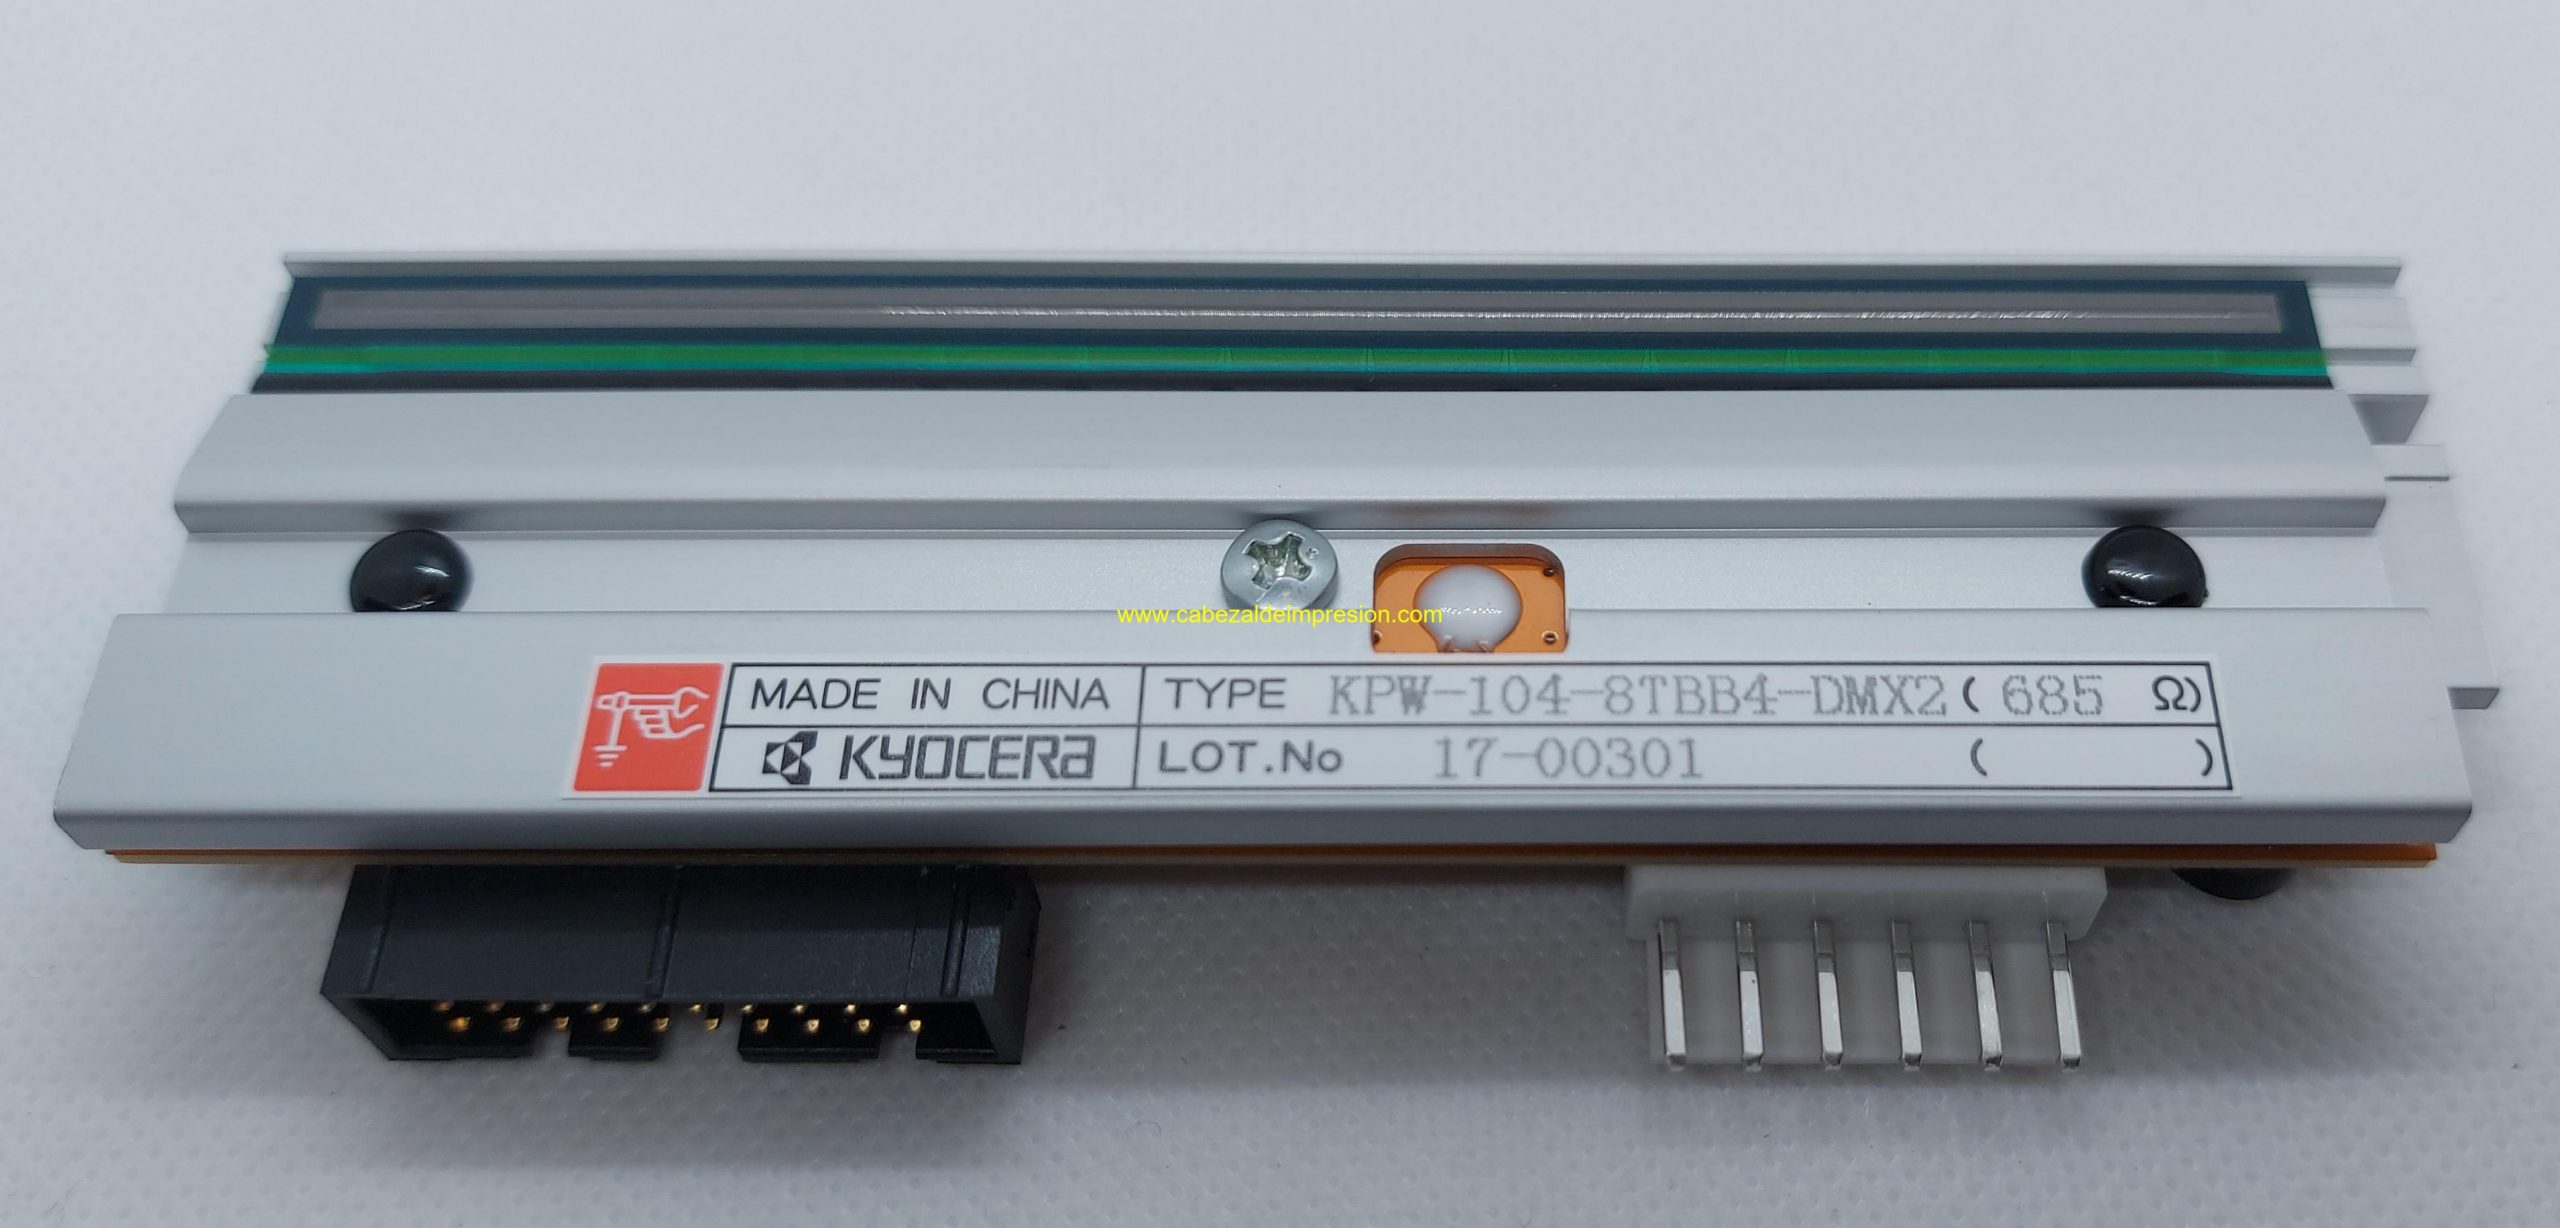 www.cabezaldeimpresion.com
MADE IN CHINA TYPE KPW-104-8TBB4-DMX2 ( 685 Ω)
KYOCERA LOT.No 17-00301 ( )